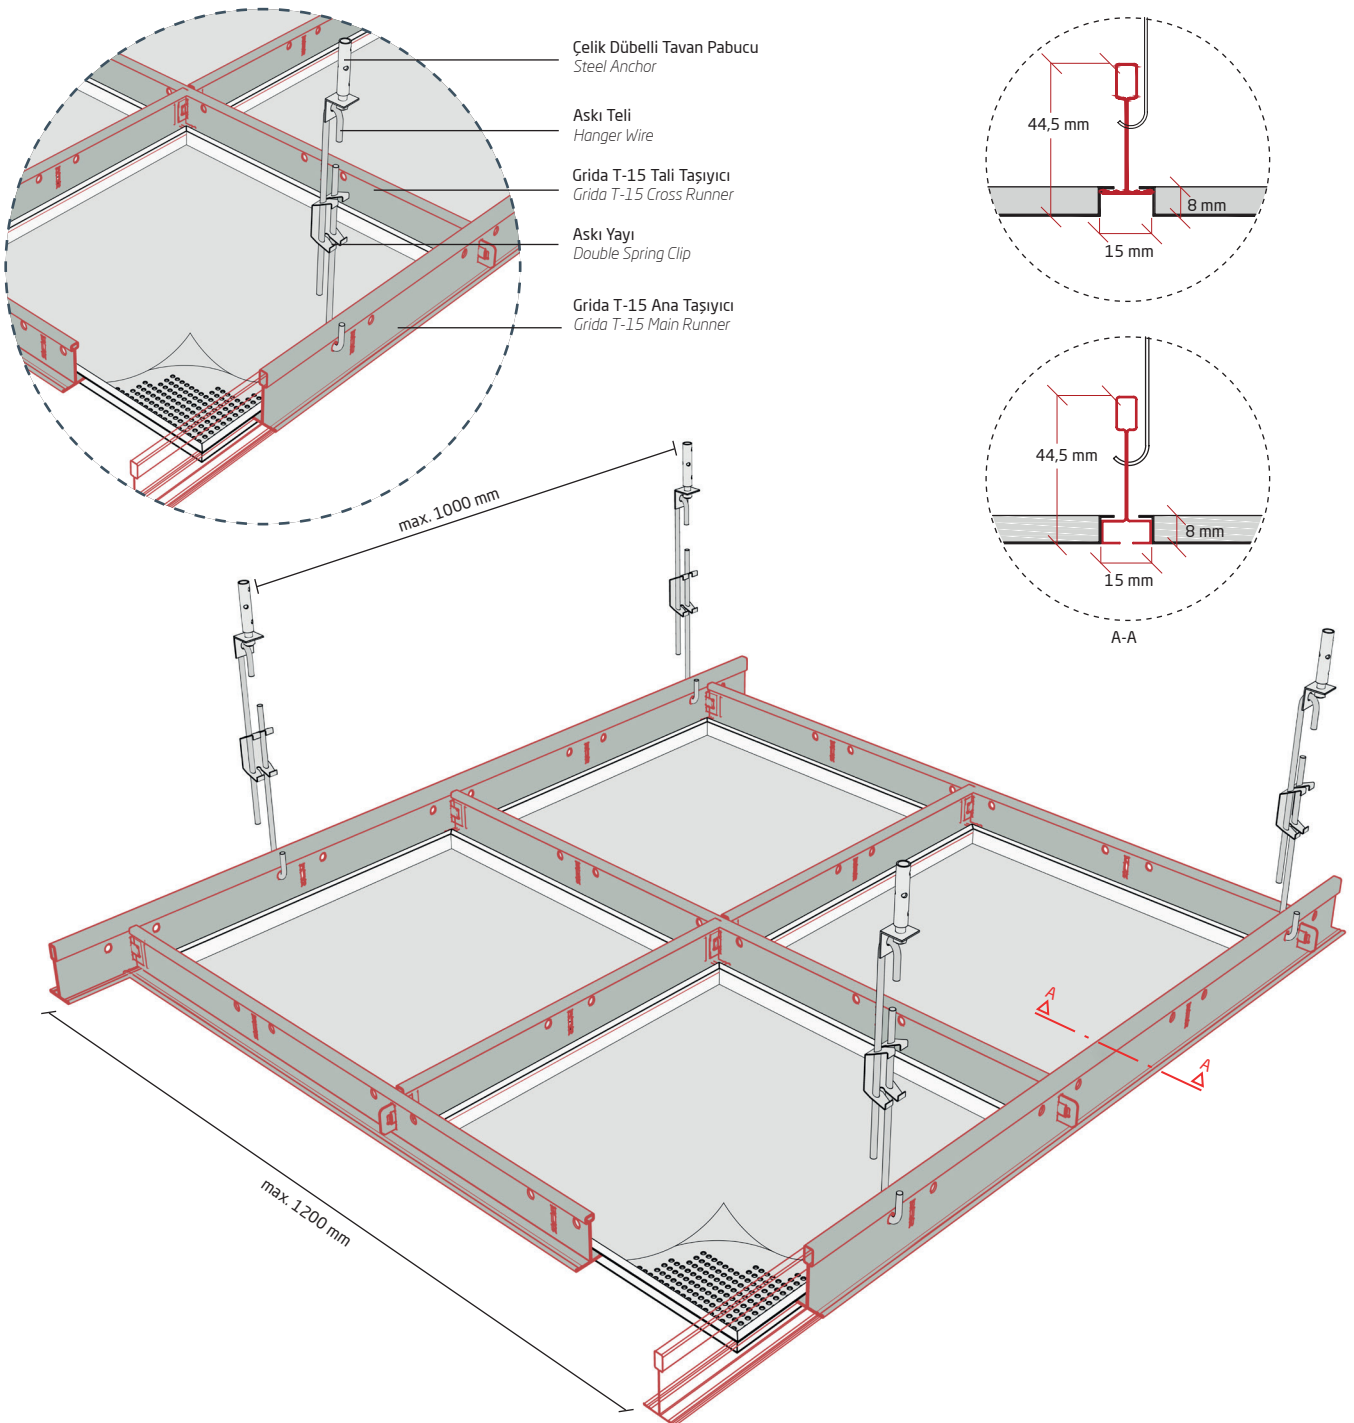 Çelik Dübelli Tavan Pabucu
Steel Anchor
Askı Teli
Hanger Wire
Grida T-15 Tali Taşıyıcı
Grida T-15 Cross Runner
Askı Yayı
Double Spring Clip
Grida T-15 Ana Taşıyıcı
Grida T-15 Main Runner
44,5 mm
8 mm
15 mm
44,5 mm
8 mm
15 mm
A-A
max. 1000 mm
A
A
max. 1200 mm